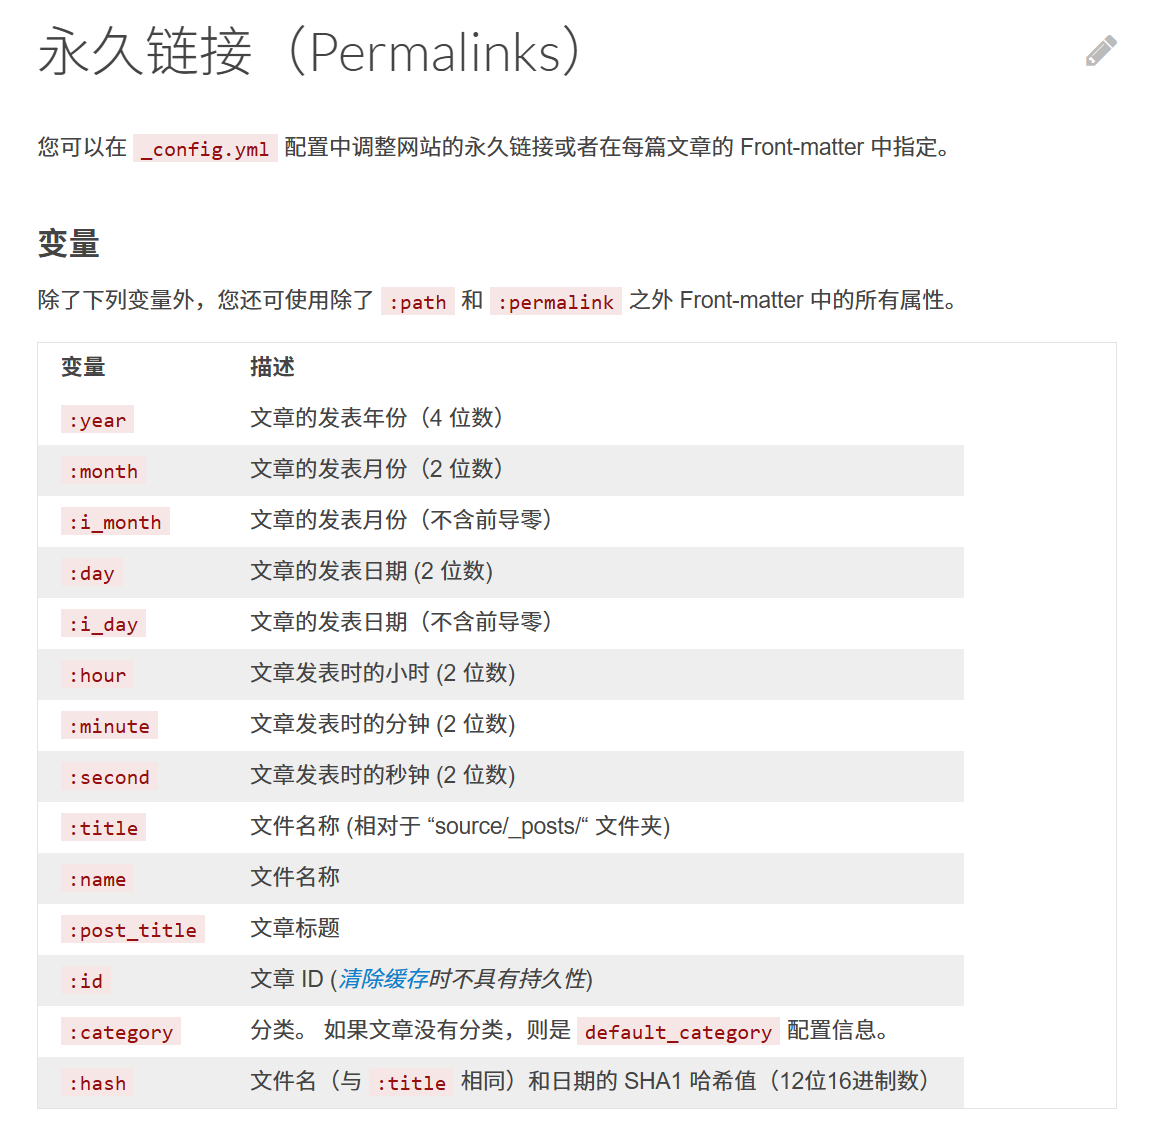 永久链接（Permalinks）
您可以在 _config.yml 配置中调整网站的永久链接或者在每篇文章的 Front-matter 中指定。
变量
除了下列变量外，您还可使用除了 :path 和 :permalink 之外 Front-matter 中的所有属性。
变量 描述
:year 文章的发表年份（4 位数）
:month 文章的发表月份（2 位数）
:i_month 文章的发表月份（不含前导零）
:day 文章的发表日期 (2 位数)
:i_day 文章的发表日期（不含前导零）
:hour 文章发表时的小时 (2 位数)
:minute 文章发表时的分钟 (2 位数)
:second 文章发表时的秒钟 (2 位数)
:title 文件名称 (相对于 “source/_posts/“ 文件夹)
:name 文件名称
:post_title 文章标题
:id 文章 ID (清除缓存时不具有持久性)
:category 分类。 如果文章没有分类，则是 default_category 配置信息。
:hash 文件名（与 :title 相同）和日期的 SHA1 哈希值（12位16进制数）